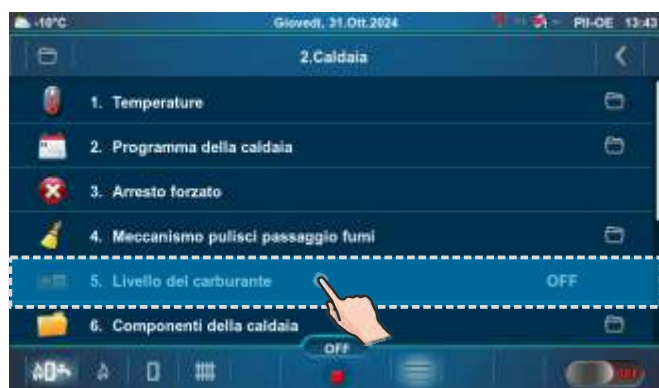 -10°C Giovedì, 31.Ott.2024 PII-OE 13:43
2.Caldaia
1. Temperature
2. Programma della caldaia
3. Arresto forzato
4. Meccanismo pulisci passaggio fumi
5. Livello del carburante OFF
6. Componenti della caldaia
OFF
OFF